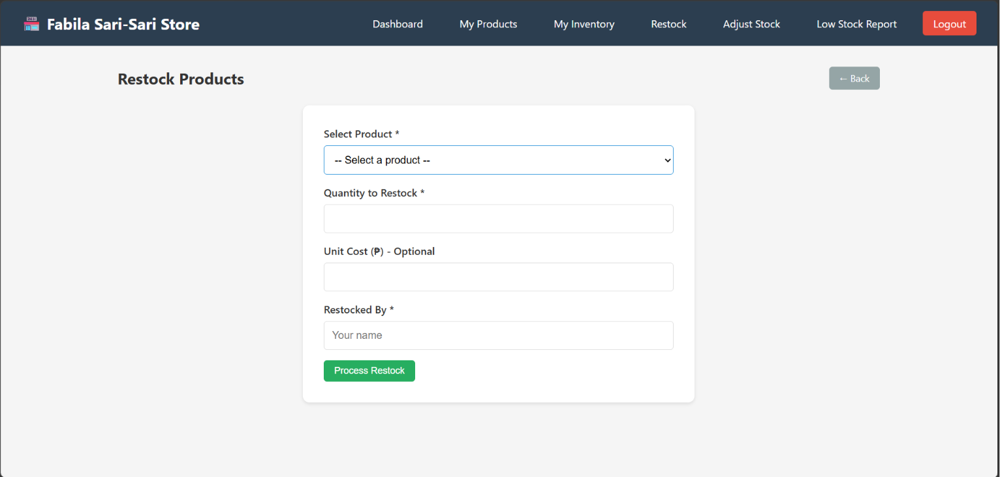 Fabila Sari-Sari Store Dashboard My Products My Inventory Restock Adjust Stock Low Stock Report Logout
Restock Products ← Back
Select Product *
-- Select a product --
Quantity to Restock *
Unit Cost (₱) - Optional
Restocked By *
Your name
Process Restock